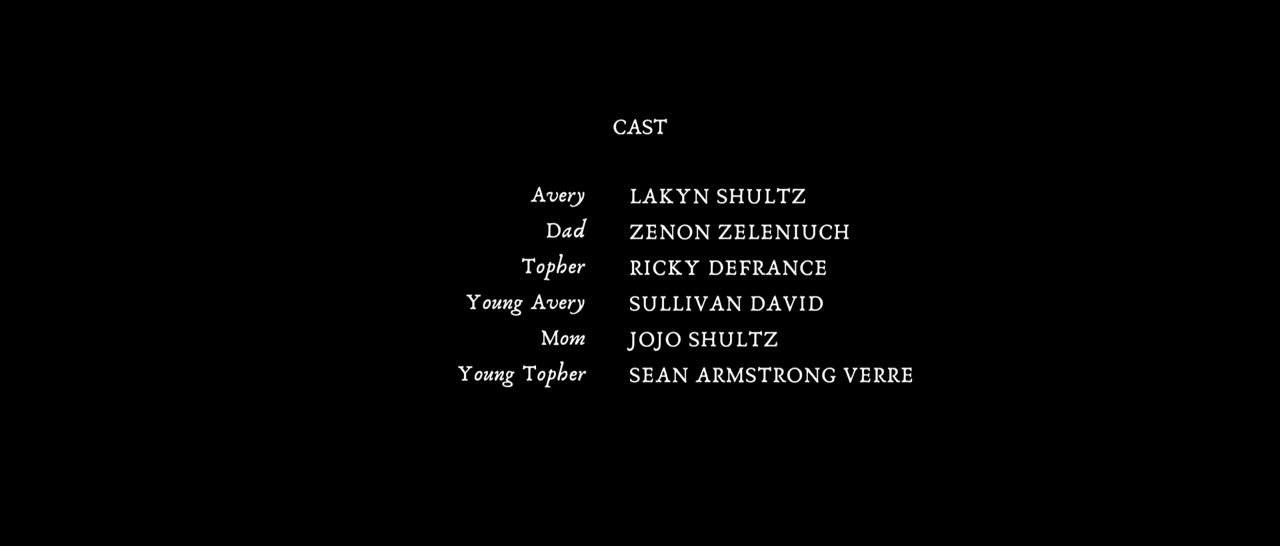 CAST
Avery LAKYN SHULTZ
Dad ZENON ZELENIUCH
Topher RICKY DEFRANCE
Young Avery SULLIVAN DAVID
Mom JOJO SHULTZ
Young Topher SEAN ARMSTRONG VERRE